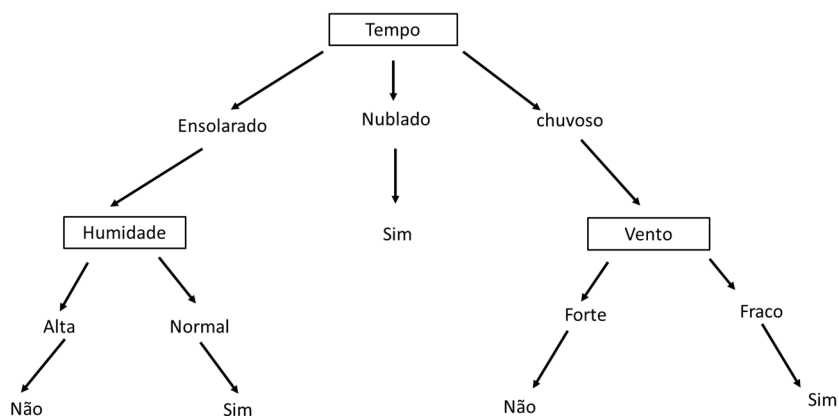 Tempo
Ensolarado
Nublado
chuvoso
Humidade
Sim
Vento
Alta
Normal
Forte
Fraco
Não
Sim
Não
Sim